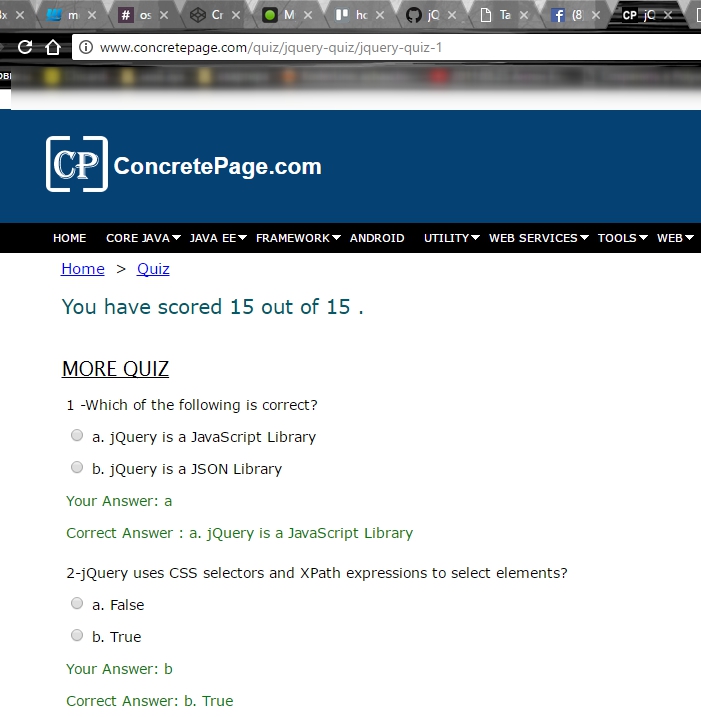 m
os
Cr
M
hc
jQ
Ta
(8
CP jQ
www.concretepage.com/quiz/jquery-quiz/jquery-quiz-1
CP ConcretePage.com
HOME CORE JAVA JAVA EE FRAMEWORK ANDROID UTILITY WEB SERVICES TOOLS WEB
Home > Quiz
You have scored 15 out of 15 .
MORE QUIZ
1 -Which of the following is correct?
a. jQuery is a JavaScript Library
b. jQuery is a JSON Library
Your Answer: a
Correct Answer : a. jQuery is a JavaScript Library
2-jQuery uses CSS selectors and XPath expressions to select elements?
a. False
b. True
Your Answer: b
Correct Answer: b. True